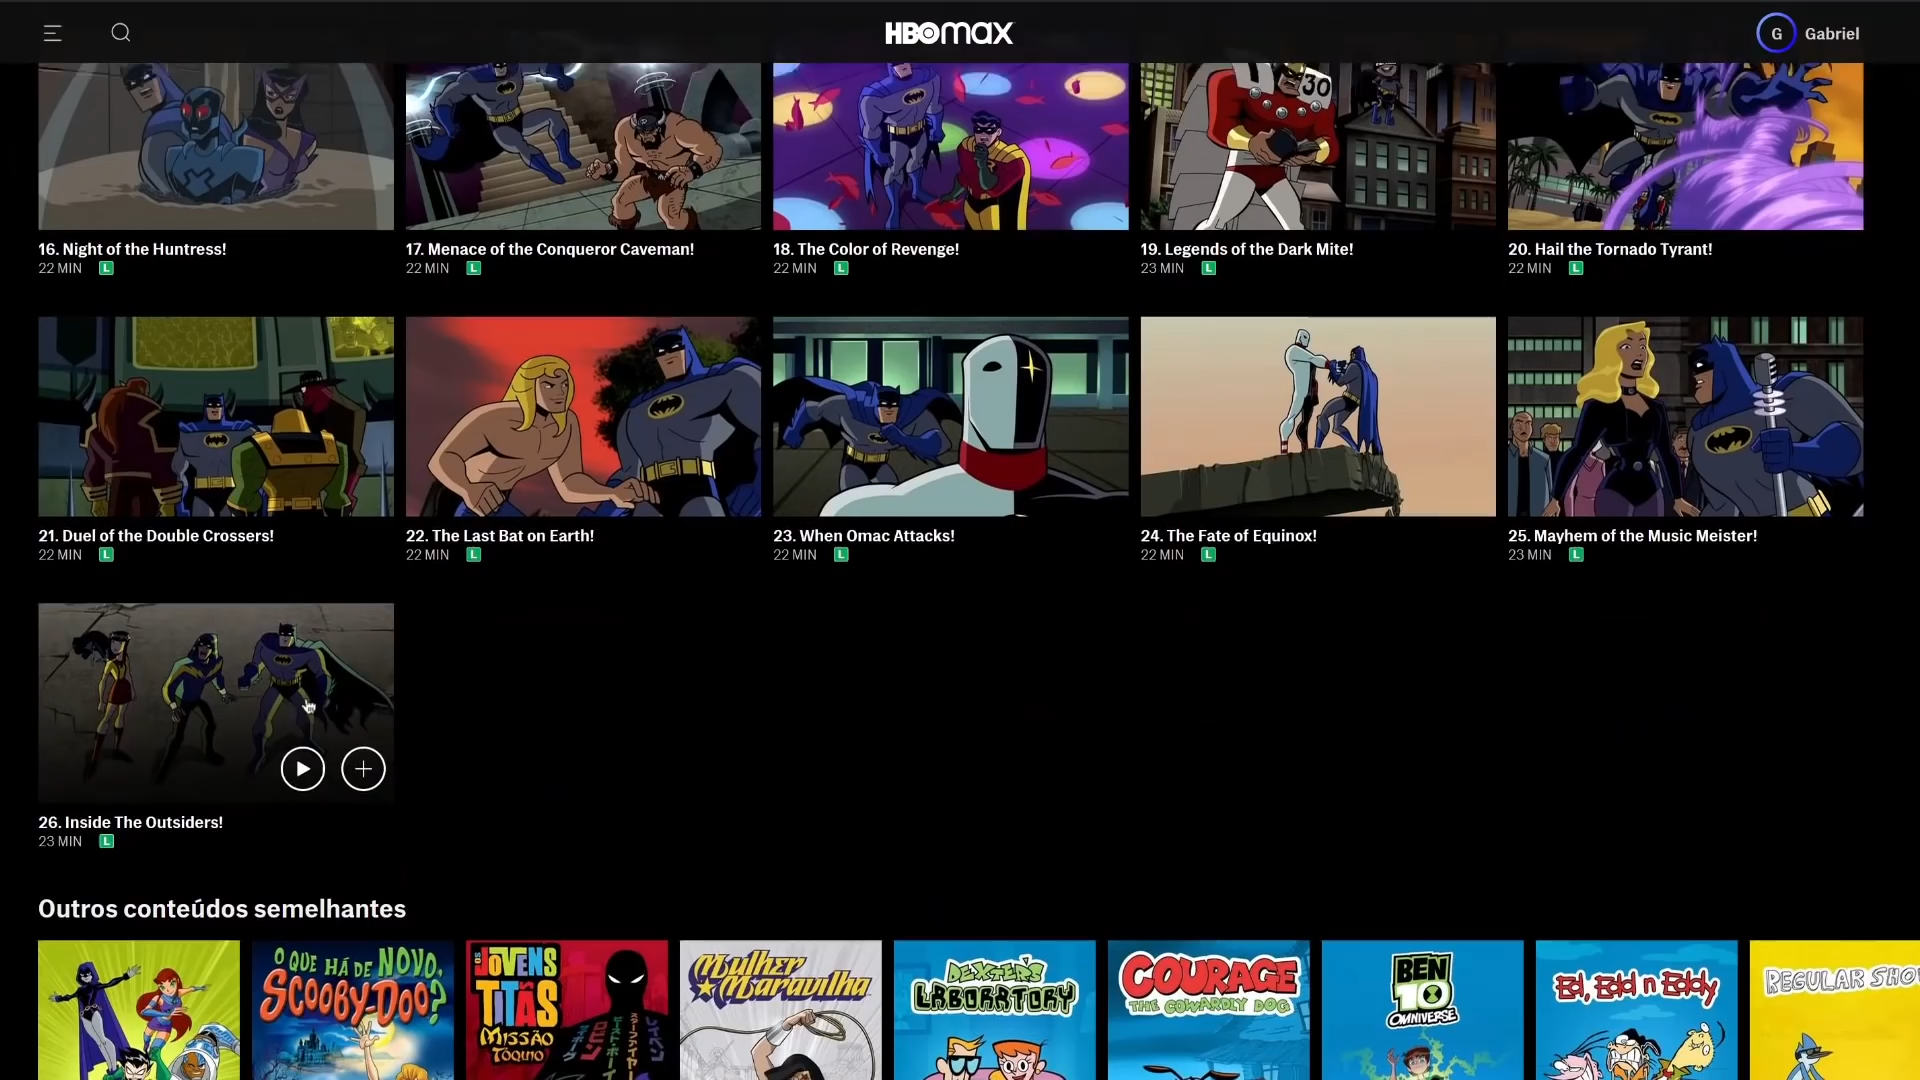 HBOmax
G
Gabriel
30
16. Night of the Huntress!
22 MIN L
17. Menace of the Conqueror Caveman!
22 MIN L
18. The Color of Revenge!
22 MIN L
19. Legends of the Dark Mite!
23 MIN L
20. Hail the Tornado Tyrant!
22 MIN L
21. Duel of the Double Crossers!
22 MIN L
22. The Last Bat on Earth!
22 MIN L
23. When Omac Attacks!
22 MIN L
24. The Fate of Equinox!
22 MIN L
25. Mayhem of the Music Meister!
23 MIN L
26. Inside The Outsiders!
23 MIN L
Outros conteúdos semelhantes
O QUE HÁ DE NOVO,
SCOOBY-DOO?
OS JOVENS
TITÃS
MISSÃO
TÓQUIO
Mulher
Maravilha
DEXTER'S
LABORATORY
COURAGE
THE COWARDLY DOG
BEN
10
OMNIVERSE
Ed, Edd n Eddy
REGULAR SHO